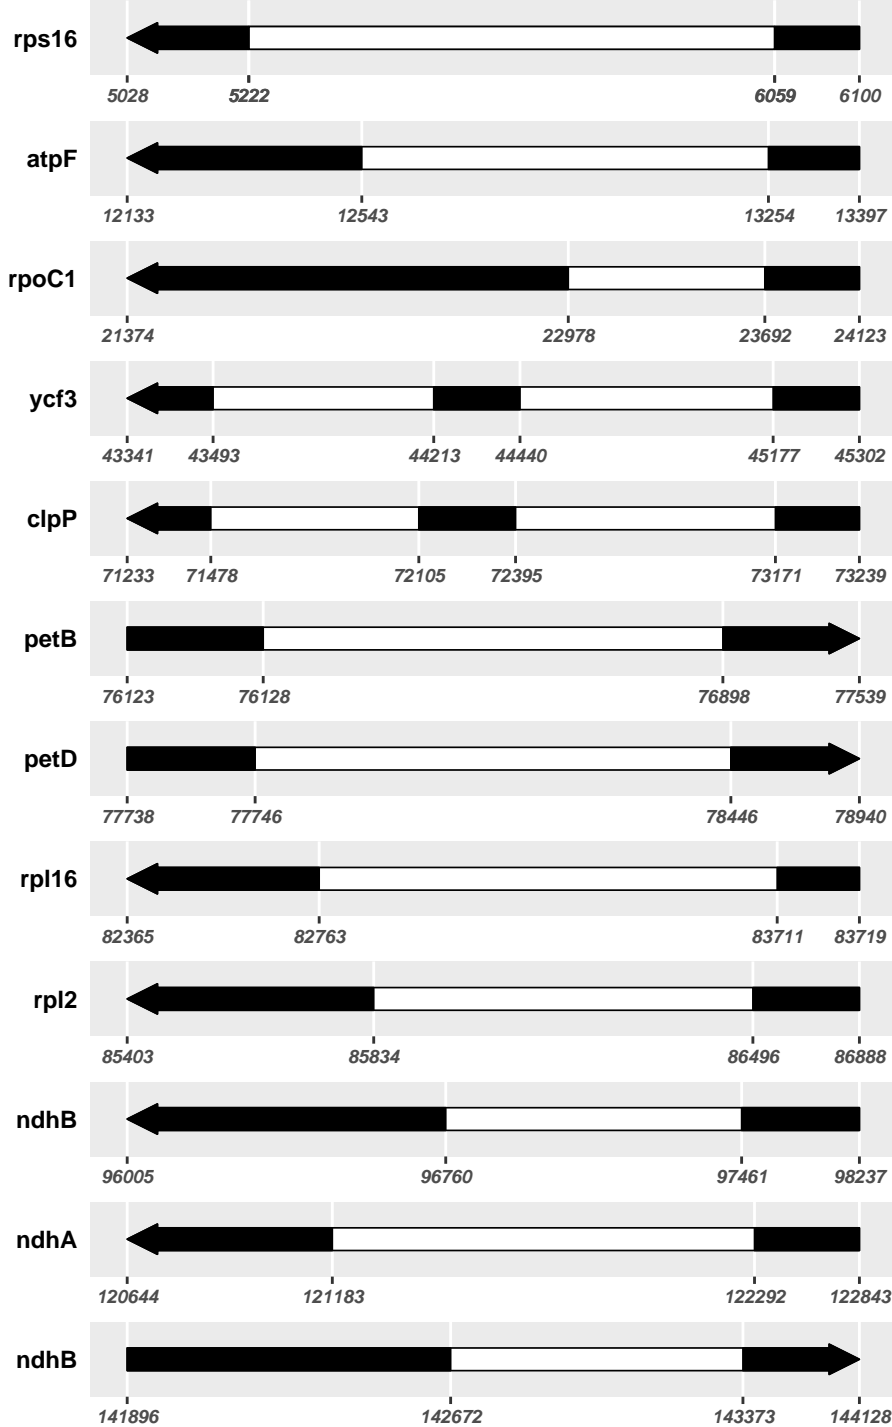 rps16
5028 5222 6059 6100
atpF
12133 12543 13254 13397
rpoC1
21374 22978 23692 24123
ycf3
43341 43493 44213 44440 45177 45302
clpP
71233 71478 72105 72395 73171 73239
petB
76123 76128 76898 77539
petD
77738 77746 78446 78940
rpl16
82365 82763 83711 83719
rpl2
85403 85834 86496 86888
ndhB
96005 96760 97461 98237
ndhA
120644 121183 122292 122843
ndhB
141896 142672 143373 144128